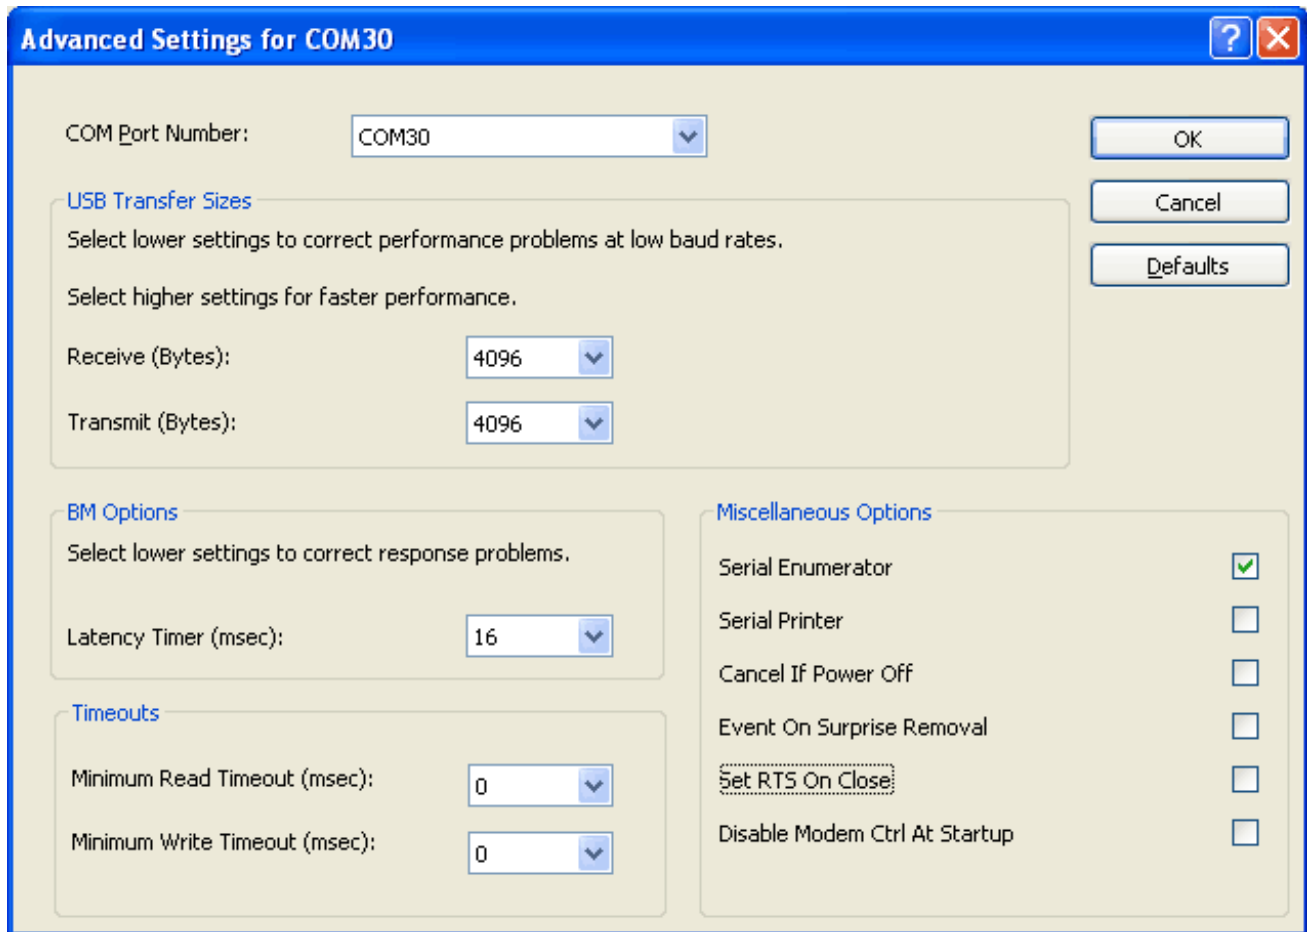 Advanced Settings for COM30
?
COM Port Number: COM30
OK
USB Transfer Sizes
Cancel
Select lower settings to correct performance problems at low baud rates.
Defaults
Select higher settings for faster performance.
Receive (Bytes): 4096
Transmit (Bytes): 4096
BM Options
Select lower settings to correct response problems.
Latency Timer (msec): 16
Timeouts
Minimum Read Timeout (msec): 0
Minimum Write Timeout (msec): 0
Miscellaneous Options
Serial Enumerator
Serial Printer
Cancel If Power Off
Event On Surprise Removal
Set RTS On Close
Disable Modem Ctrl At Startup